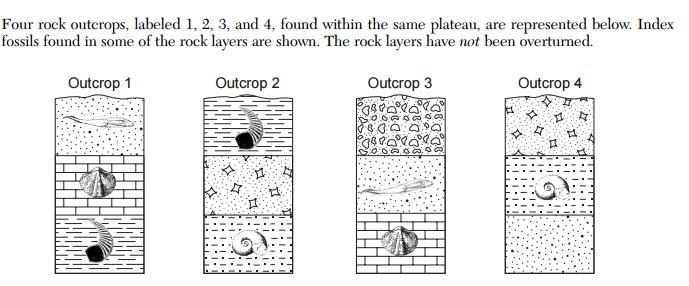 Four rock outcrops, labeled 1, 2, 3, and 4, found within the same plateau, are represented below. Index
fossils found in some of the rock layers are shown. The rock layers have not been overturned.
Outcrop 1
Outcrop 2
Outcrop 3
Outcrop 4